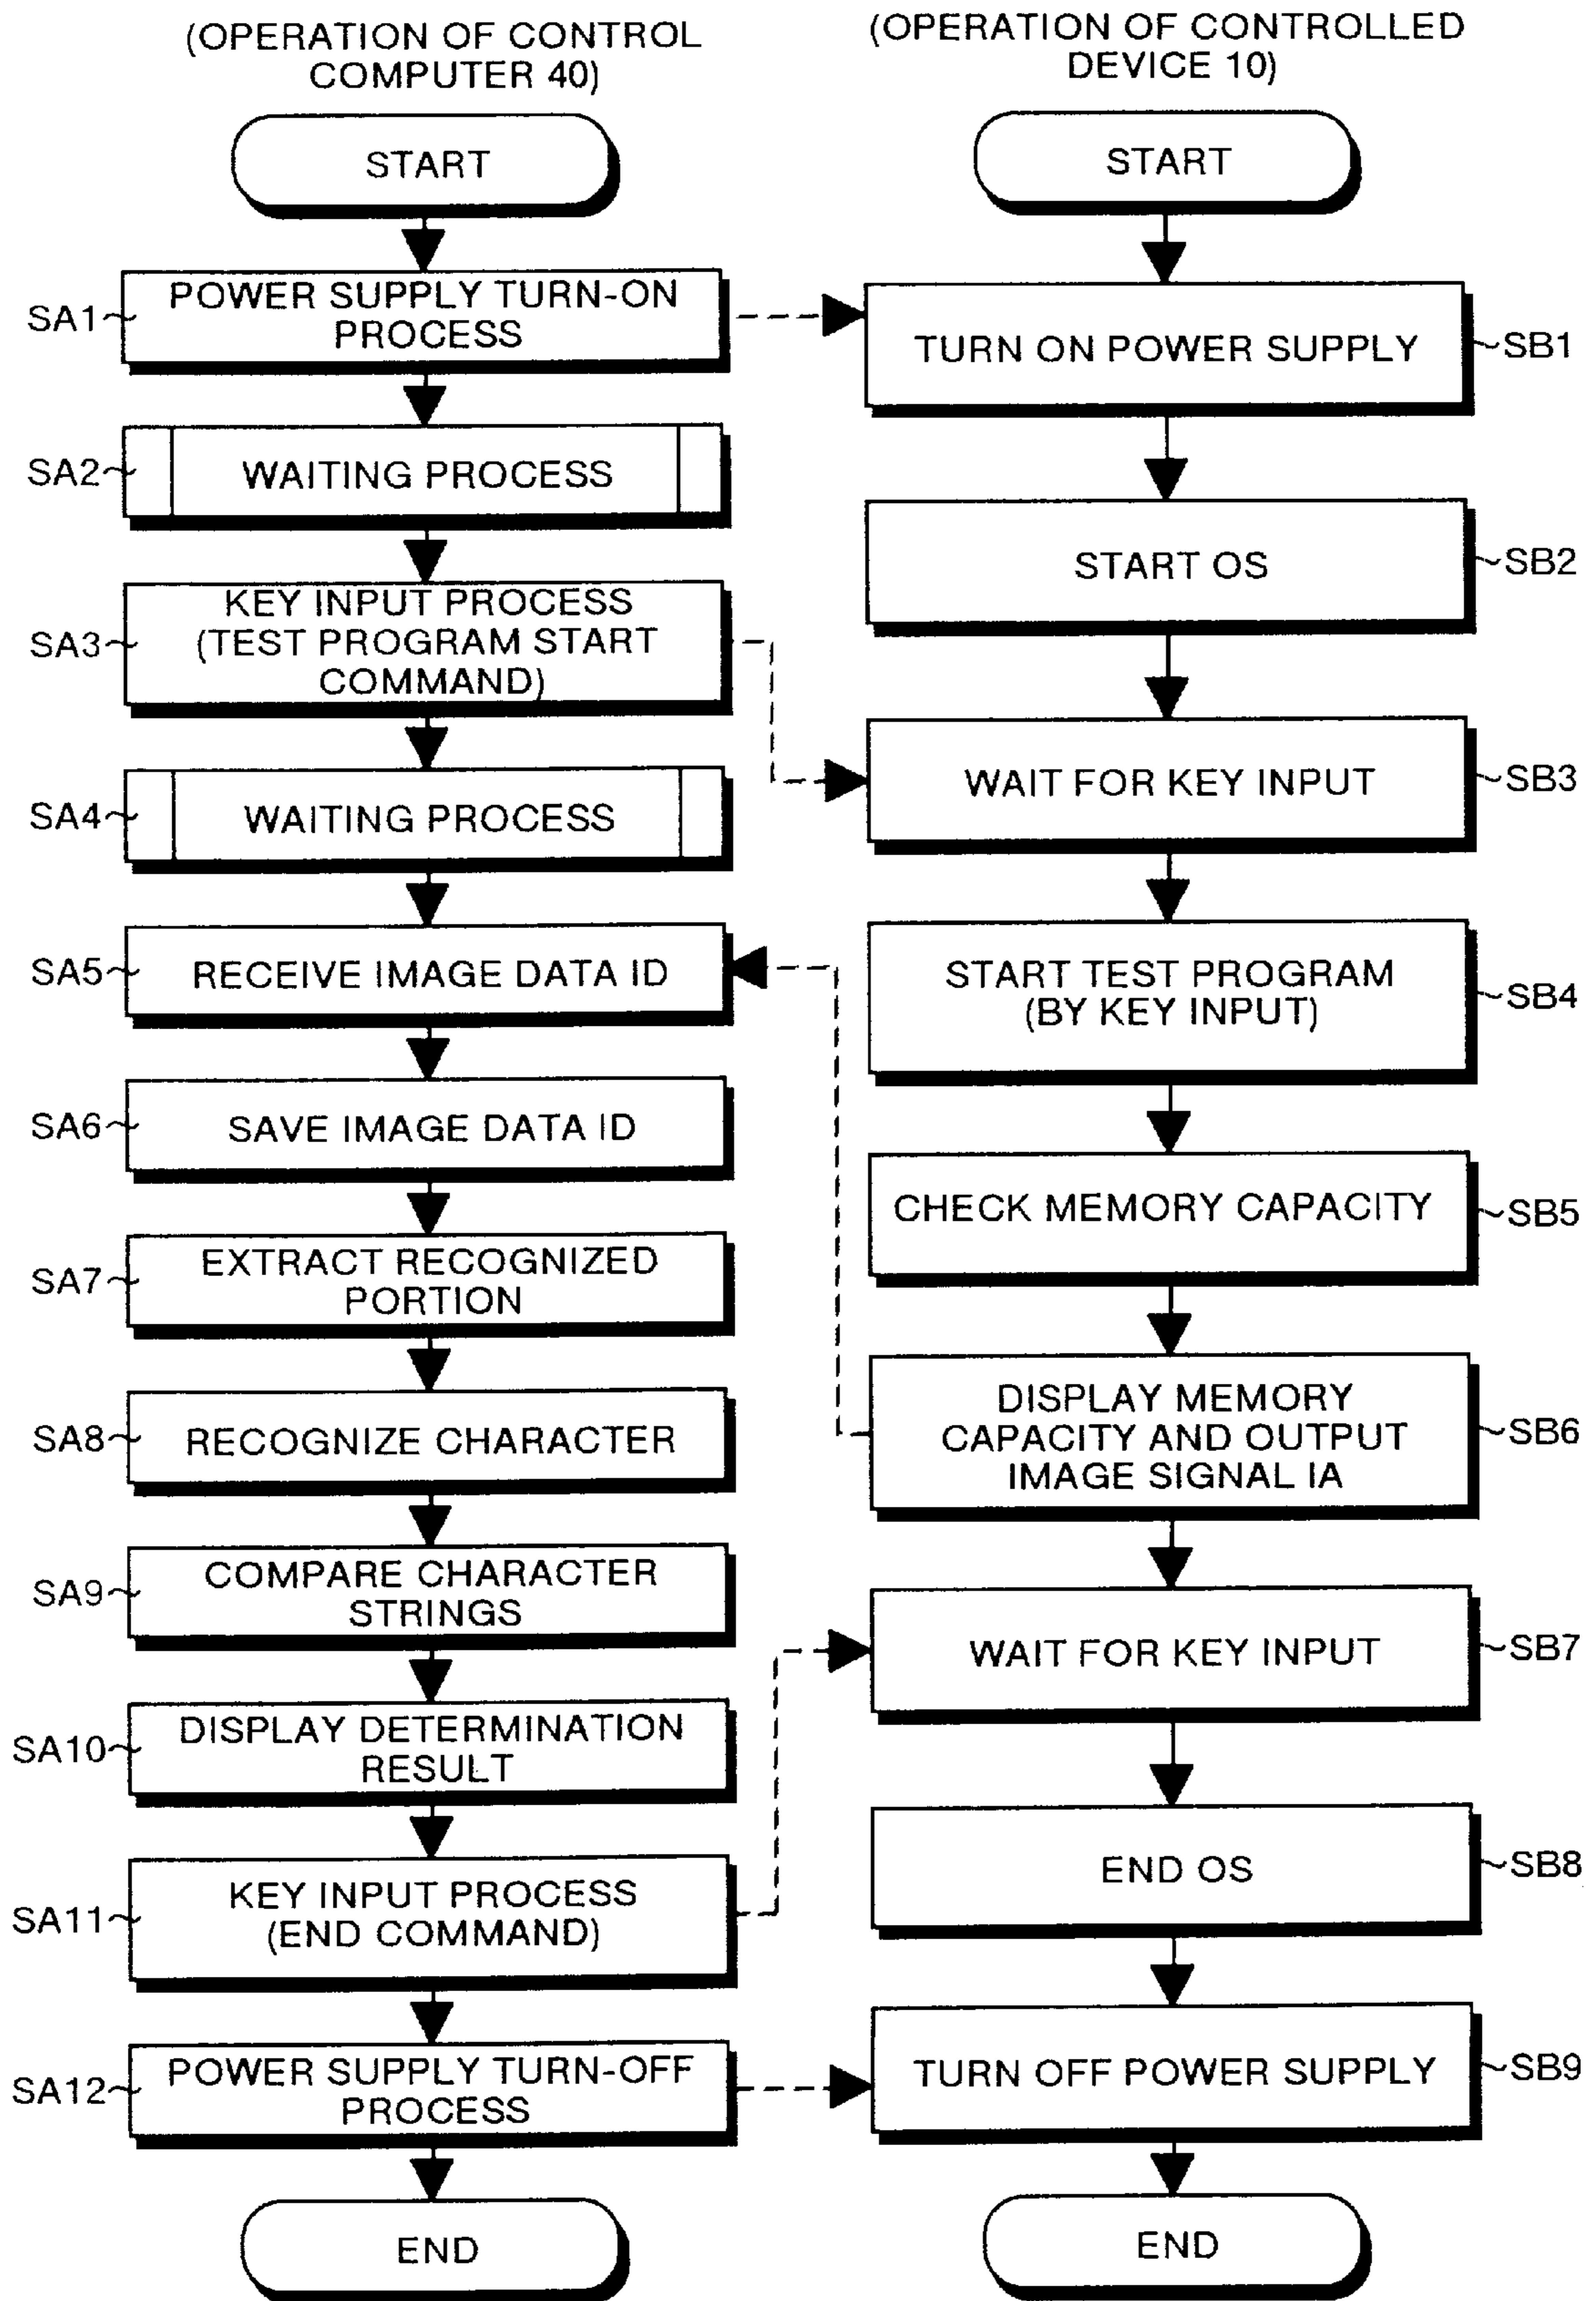 (OPERATION OF CONTROL
COMPUTER 40)
START
SA1
POWER SUPPLY TURN-ON
PROCESS
SA2
WAITING PROCESS
SA3
KEY INPUT PROCESS
(TEST PROGRAM START
COMMAND)
SA4
WAITING PROCESS
SA5
RECEIVE IMAGE DATA ID
SA6
SAVE IMAGE DATA ID
SA7
EXTRACT RECOGNIZED
PORTION
SA8
RECOGNIZE CHARACTER
SA9
COMPARE CHARACTER
STRINGS
SA10
DISPLAY DETERMINATION
RESULT
SA11
KEY INPUT PROCESS
(END COMMAND)
SA12
POWER SUPPLY TURN-OFF
PROCESS
END
(OPERATION OF CONTROLLED
DEVICE 10)
START
TURN ON POWER SUPPLY
SB1
START OS
SB2
WAIT FOR KEY INPUT
SB3
START TEST PROGRAM
(BY KEY INPUT)
SB4
CHECK MEMORY CAPACITY
SB5
DISPLAY MEMORY
CAPACITY AND OUTPUT
IMAGE SIGNAL IA
SB6
WAIT FOR KEY INPUT
SB7
END OS
SB8
TURN OFF POWER SUPPLY
SB9
END